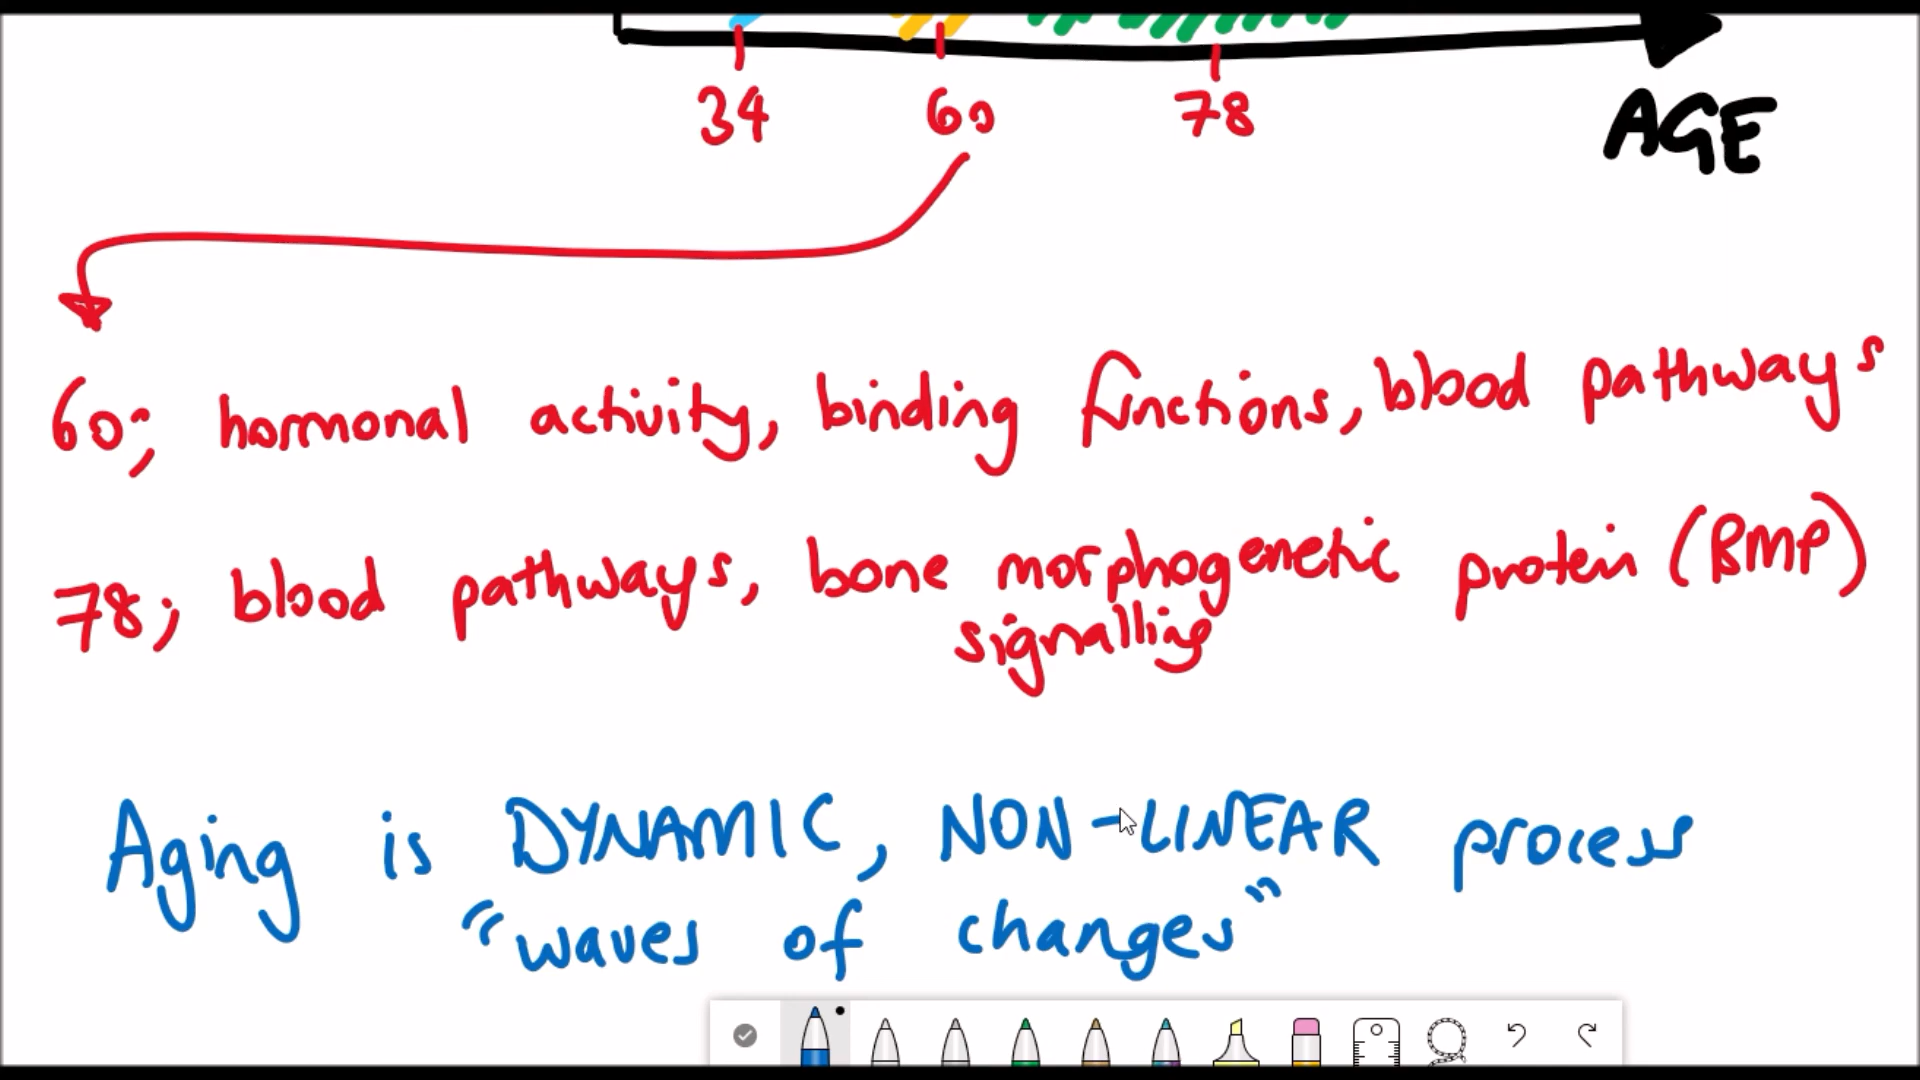 34 60 78
AGE
60; hormonal activity, binding functions, blood pathways
78; blood pathways, bone morphogenetic protein (BMP)
signalling
Aging is DYNAMIC, NON-LINEAR process
"waves of changes"